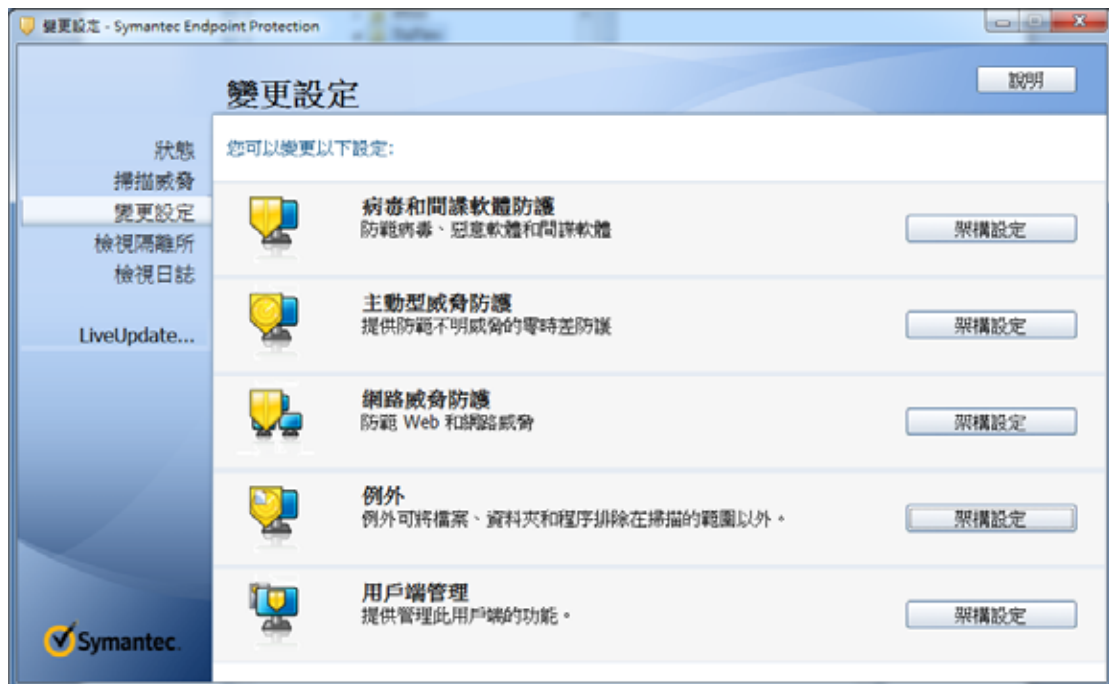 變更設定 - Symantec Endpoint Protection
變更設定
說明
狀態
掃描威脅
變更設定
檢視隔離所
檢視日誌
LiveUpdate...
您可以變更以下設定:
病毒和間諜軟體防護
防範病毒、惡意軟體和間諜軟體
架構設定
主動型威脅防護
提供防範不明威脅的零時差防護
架構設定
網路威脅防護
防範 Web 和網路威脅
架構設定
例外
例外可將檔案、資料夾和程序排除在掃描的範圍以外。
架構設定
用戶端管理
提供管理此用戶端的功能。
架構設定
Symantec.